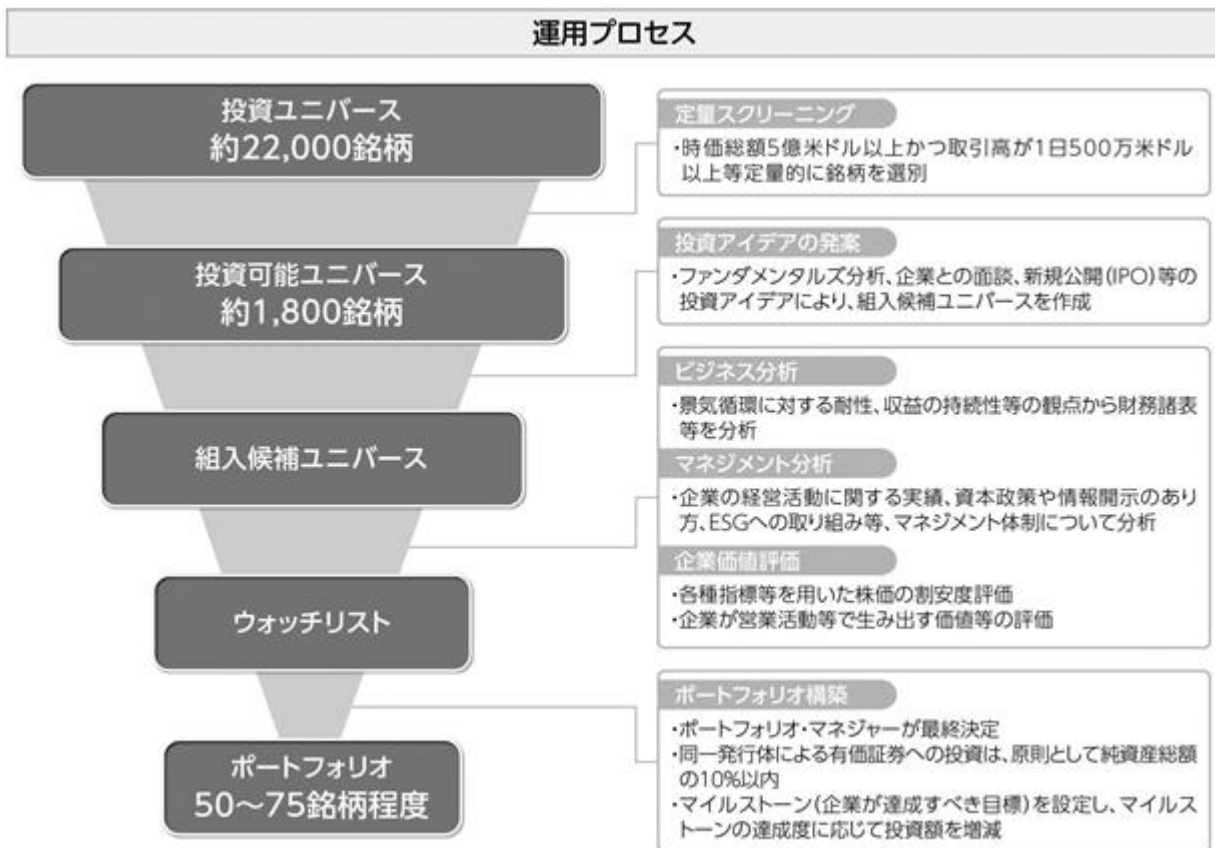 運用プロセス
投資ユニバース
約22,000銘柄
定量スクリーニング
・時価総額5億米ドル以上かつ取引高が1日500万米ドル
以上等定量的に銘柄を選別
投資可能ユニバース
約1,800銘柄
投資アイデアの発案
・ファンダメンタルズ分析、企業との面談、新規公開(IPO)等の
投資アイデアにより、組入候補ユニバースを作成
組入候補ユニバース
ビジネス分析
・景気循環に対する耐性、収益の持続性等の観点から財務諸表
等を分析
マネジメント分析
・企業の経営活動に関する実績、資本政策や情報開示のあり
方、ESGへの取り組み等、マネジメント体制について分析
企業価値評価
・各種指標等を用いた株価の割安度評価
・企業が営業活動等で生み出す価値等の評価
ウォッチリスト
ポートフォリオ
50〜75銘柄程度
ポートフォリオ構築
・ポートフォリオ・マネジャーが最終決定
・同一発行体による有価証券への投資は、原則として純資産総額
の10%以内
・マイルストーン(企業が達成すべき目標)を設定し、マイルス
トーンの達成度に応じて投資額を増減